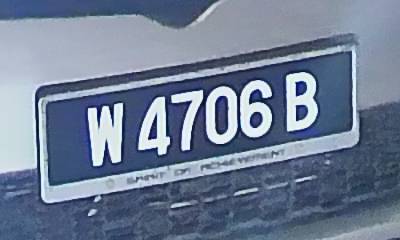 W 4706 B
SPIRIT OF ACHIEVEMENT